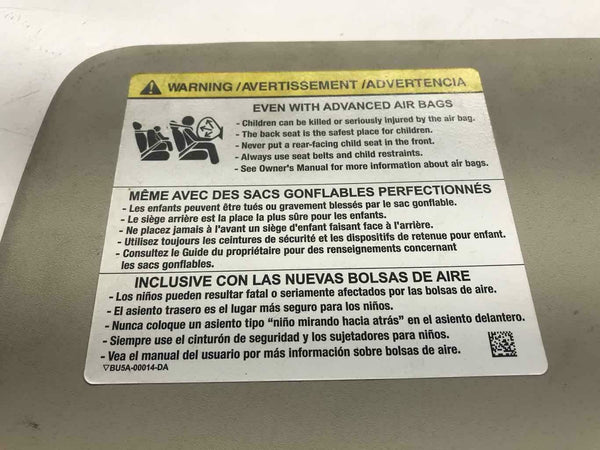 WARNING /AVERTISSEMENT /ADVERTENCIA
EVEN WITH ADVANCED AIR BAGS
- Children can be killed or seriously injured by the air bag.
- The back seat is the safest place for children.
- Never put a rear-facing child seat in the front.
- Always use seat belts and child restraints.
- See Owner's Manual for more information about air bags.
MÊME AVEC DES SACS GONFLABLES PERFECTIONNÉS
- Les enfants peuvent être tués ou gravement blessés par le sac gonflable.
- Le siège arrière est la place la plus sûre pour les enfants.
- Ne placez jamais à l'avant un siège d'enfant faisant face à l'arrière.
- Utilisez toujours les ceintures de sécurité et les dispositifs de retenue pour enfant.
- Consultez le Guide du propriétaire pour des renseignements concernant
les sacs gonflables.
INCLUSIVE CON LAS NUEVAS BOLSAS DE AIRE
- Los niños pueden resultar fatal o seriamente afectados por las bolsas de aire.
- El asiento trasero es el lugar más seguro para los niños.
- Nunca coloque un asiento tipo “niño mirando hacia atrás” en el asiento delantero.
- Siempre use el cinturón de seguridad y los sujetadores para niños.
- Vea el manual del usuario por más información sobre bolsas de aire.
▽BU5A-00014-DA